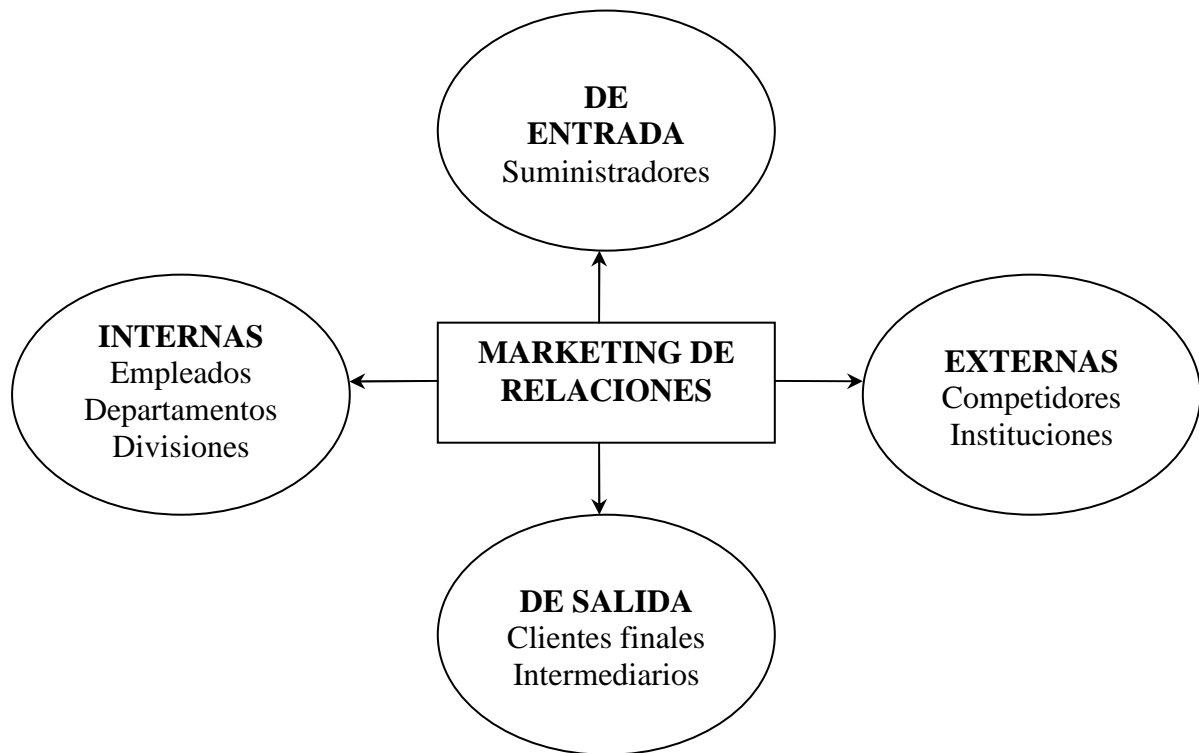 DE
ENTRADA
Suministradores
INTERNAS
Empleados
Departamentos
Divisiones
MARKETING DE
RELACIONES
EXTERNAS
Competidores
Instituciones
DE SALIDA
Clientes finales
Intermediarios